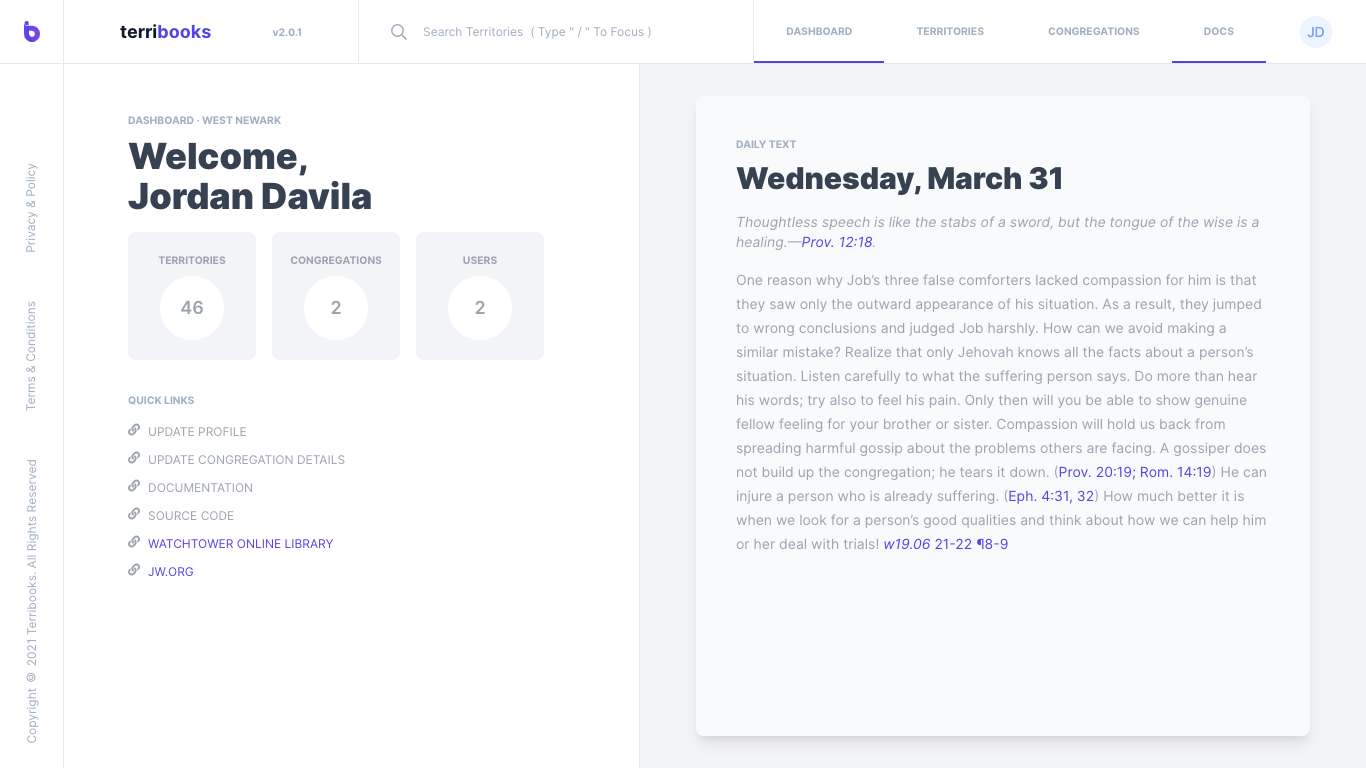 terribooks
v2.0.1
Search Territories ( Type " / " To Focus )
DASHBOARD
TERRITORIES
CONGREGATIONS
DOCS
JD
Privacy & Policy
Terms & Conditions
Copyright © 2021 Terribooks. All Rights Reserved
DASHBOARD · WEST NEWARK
Welcome,
Jordan Davila
TERRITORIES
46
CONGREGATIONS
2
USERS
2
QUICK LINKS
UPDATE PROFILE
UPDATE CONGREGATION DETAILS
DOCUMENTATION
SOURCE CODE
WATCHTOWER ONLINE LIBRARY
JW.ORG
DAILY TEXT
Wednesday, March 31
Thoughtless speech is like the stabs of a sword, but the tongue of the wise is a
healing.—Prov. 12:18.
One reason why Job’s three false comforters lacked compassion for him is that
they saw only the outward appearance of his situation. As a result, they jumped
to wrong conclusions and judged Job harshly. How can we avoid making a
similar mistake? Realize that only Jehovah knows all the facts about a person’s
situation. Listen carefully to what the suffering person says. Do more than hear
his words; try also to feel his pain. Only then will you be able to show genuine
fellow feeling for your brother or sister. Compassion will hold us back from
spreading harmful gossip about the problems others are facing. A gossiper does
not build up the congregation; he tears it down. (Prov. 20:19; Rom. 14:19) He can
injure a person who is already suffering. (Eph. 4:31, 32) How much better it is
when we look for a person’s good qualities and think about how we can help him
or her deal with trials! w19.06 21-22 ¶8-9